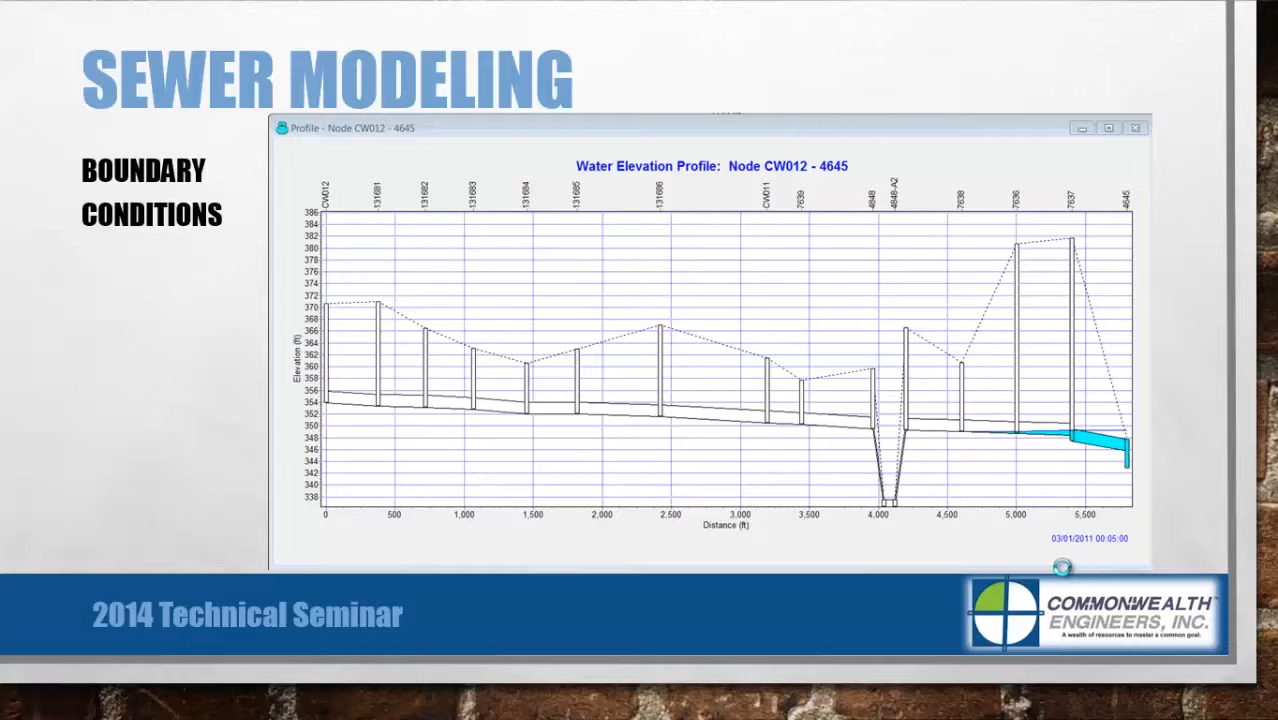 SEWER MODELING
BOUNDARY
CONDITIONS
Profile - Node CW012 - 4645
Water Elevation Profile: Node CW012 - 4645
CW012
131681
131682
131683
131684
131685
131686
CW011
7639
4848
4848-A2
7638
7636
7637
4645
386
384
382
380
378
376
374
372
370
368
366
364
362
360
358
356
354
352
350
348
346
344
342
340
338
Elevation (ft)
0 500 1,000 1,500 2,000 2,500 3,000 3,500 4,000 4,500 5,000 5,500
Distance (ft)
03/01/2011 00:05:00
2014 Technical Seminar
COMMONWEALTH™
ENGINEERS, INC.
A wealth of resources to master a common goal.